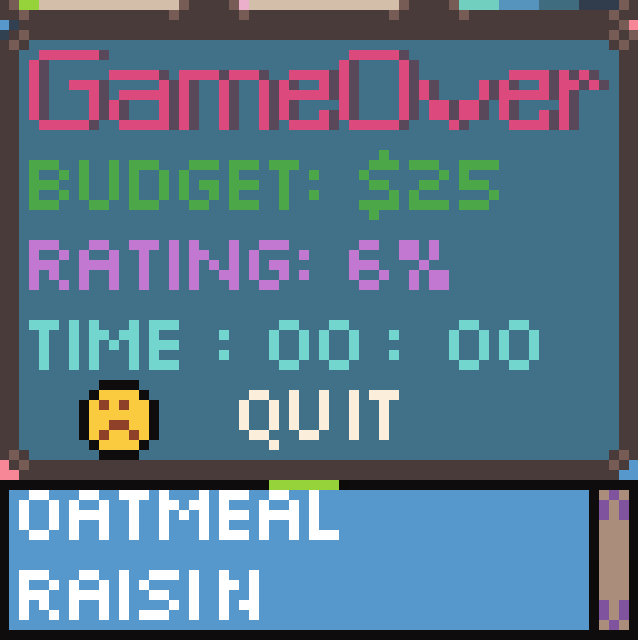 GameOver
BUDGET: $25
RATING: 6%
TIME : 00 : 00
QUIT
OATMEAL
RAISIN